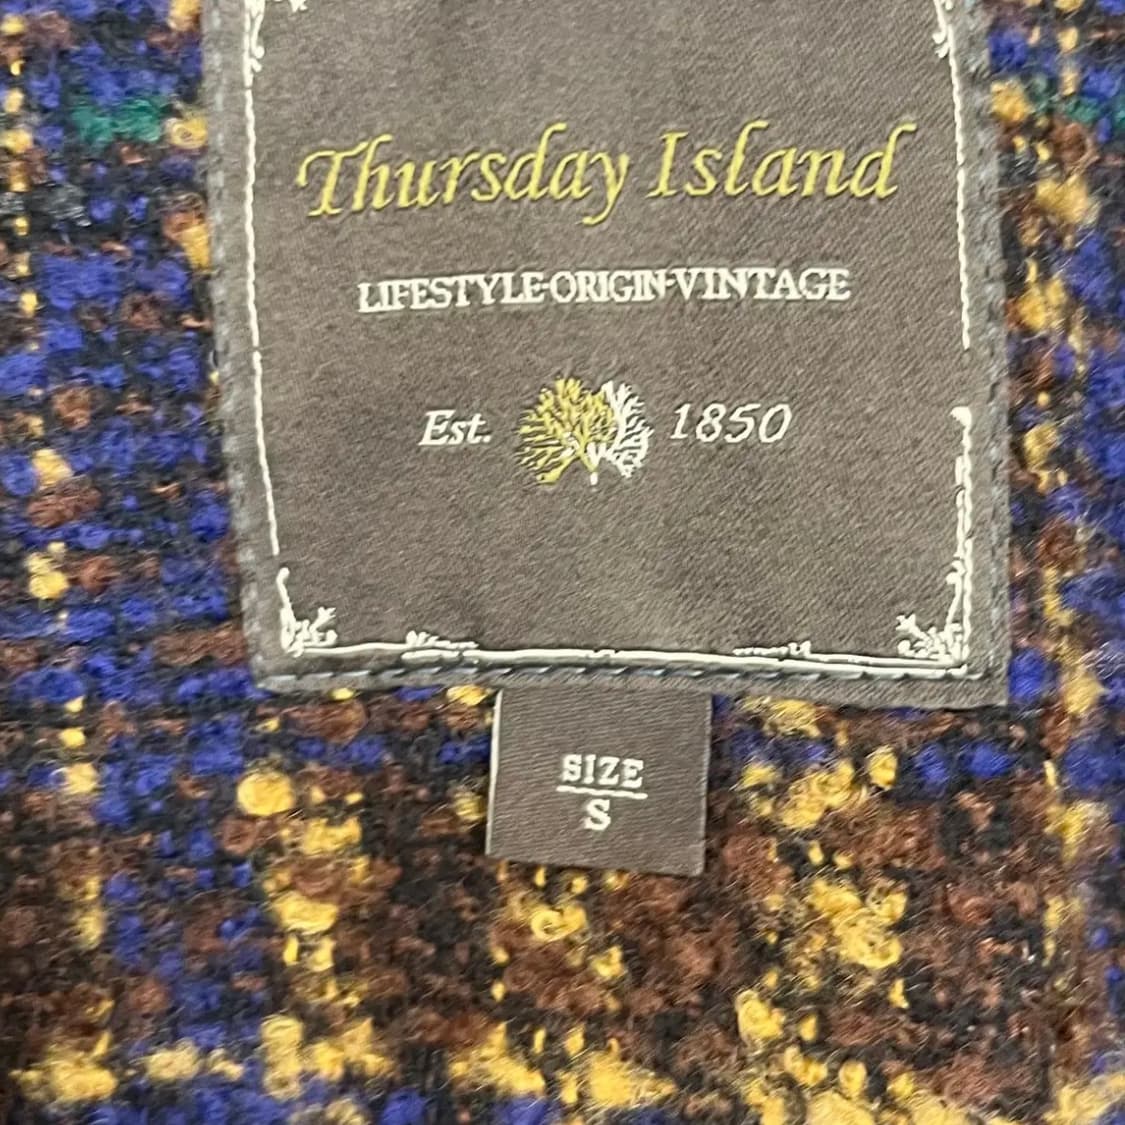 Thursday Island
LIFESTYLE-ORIGIN-VINTAGE
Est. 1850
SIZE
S